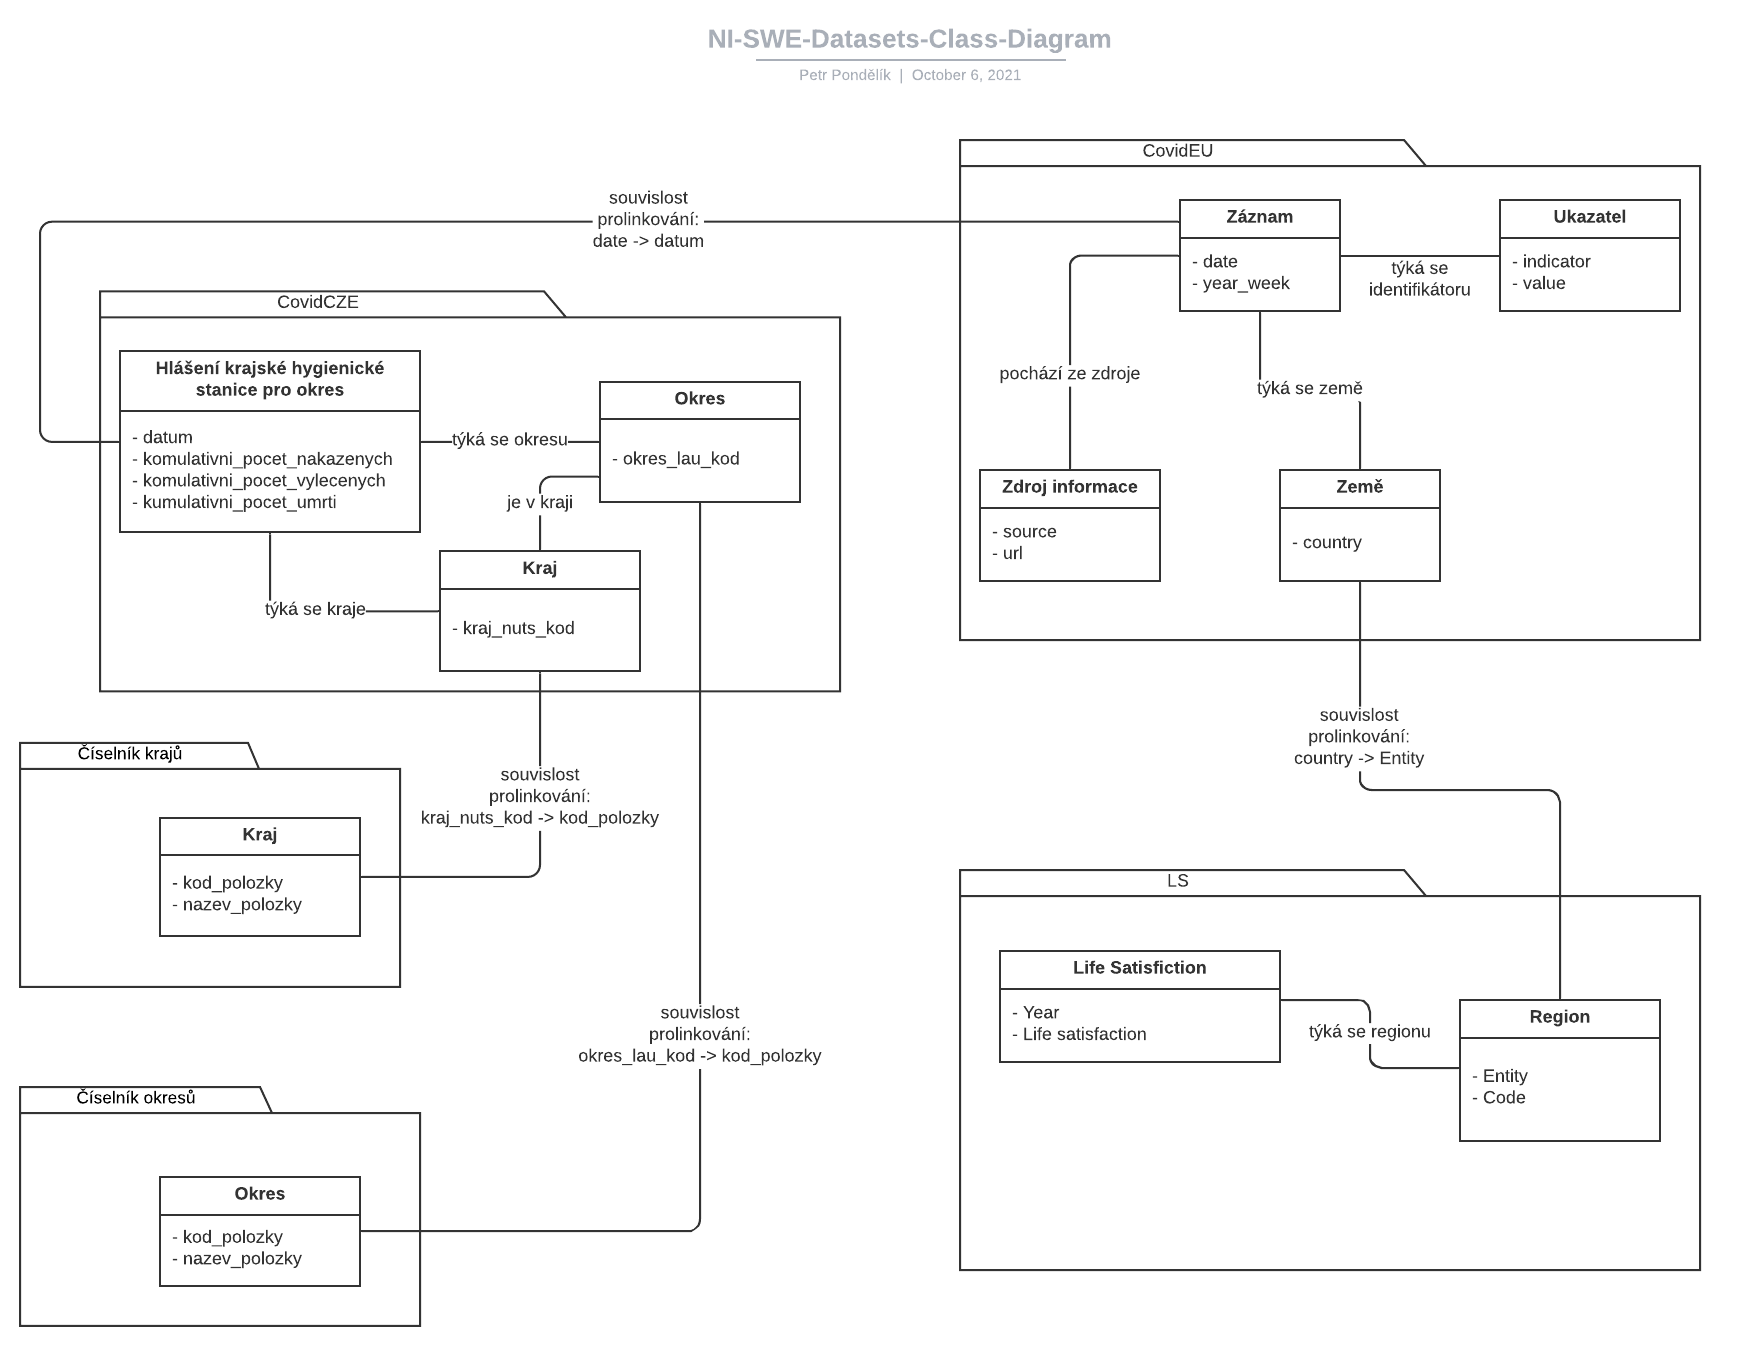 NI-SWE-Datasets-Class-Diagram
Petr Pondělík | October 6, 2021
CovidEU
Záznam
- date
- year_week
Ukazatel
- indicator
- value
týká se
identifikátoru
pochází ze zdroje
týká se země
Zdroj informace
- source
- url
Země
- country
souvislost
prolinkování:
date -> datum
CovidCZE
Hlášení krajské hygienické
stanice pro okres
- datum
- komulativni_pocet_nakazenych
- komulativni_pocet_vylecenych
- kumulativni_pocet_umrti
týká se okresu
Okres
- okres_lau_kod
je v kraji
Kraj
- kraj_nuts_kod
týká se kraje
souvislost
prolinkování:
country -> Entity
Číselník krajů
Kraj
- kod_polozky
- nazev_polozky
souvislost
prolinkování:
kraj_nuts_kod -> kod_polozky
LS
Life Satisfiction
- Year
- Life satisfaction
týká se regionu
Region
- Entity
- Code
souvislost
prolinkování:
okres_lau_kod -> kod_polozky
Číselník okresů
Okres
- kod_polozky
- nazev_polozky